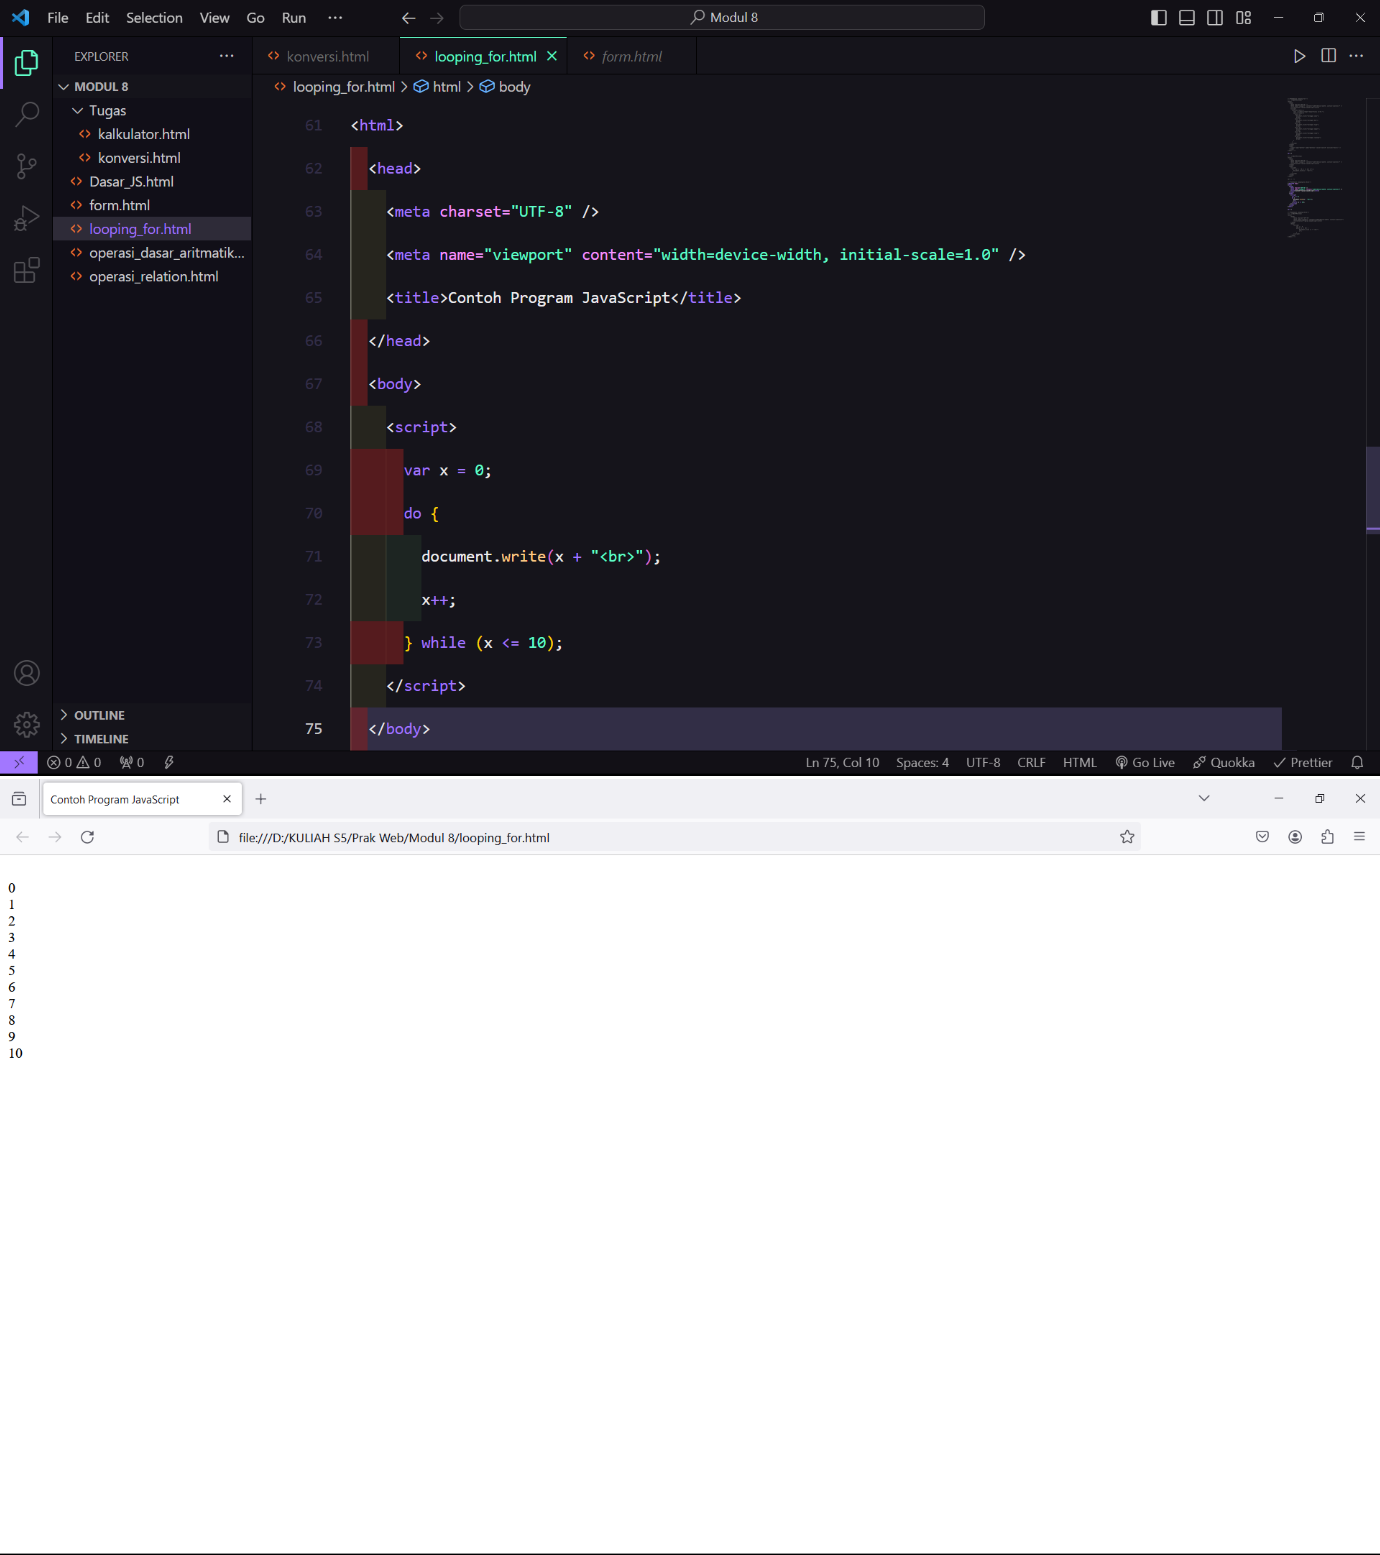 File Edit Selection View Go Run ··· Modul 8
EXPLORER ···
MODUL 8
Tugas
kalkulator.html
konversi.html
Dasar_JS.html
form.html
looping_for.html
operasi_dasar_aritmatik...
operasi_relation.html
OUTLINE
TIMELINE
konversi.html looping_for.html form.html
looping_for.html > html > body
61 <html>
62 <head>
63 <meta charset="UTF-8" />
64 <meta name="viewport" content="width=device-width, initial-scale=1.0" />
65 <title>Contoh Program JavaScript</title>
66 </head>
67 <body>
68 <script>
69 var x = 0;
70 do {
71 document.write(x + "<br>");
72 x++;
73 } while (x <= 10);
74 </script>
75 </body>
0 0 0 Ln 75, Col 10 Spaces: 4 UTF-8 CRLF HTML Go Live Quokka Prettier
Contoh Program JavaScript
file:///D:/KULIAH S5/Prak Web/Modul 8/looping_for.html
0
1
2
3
4
5
6
7
8
9
10